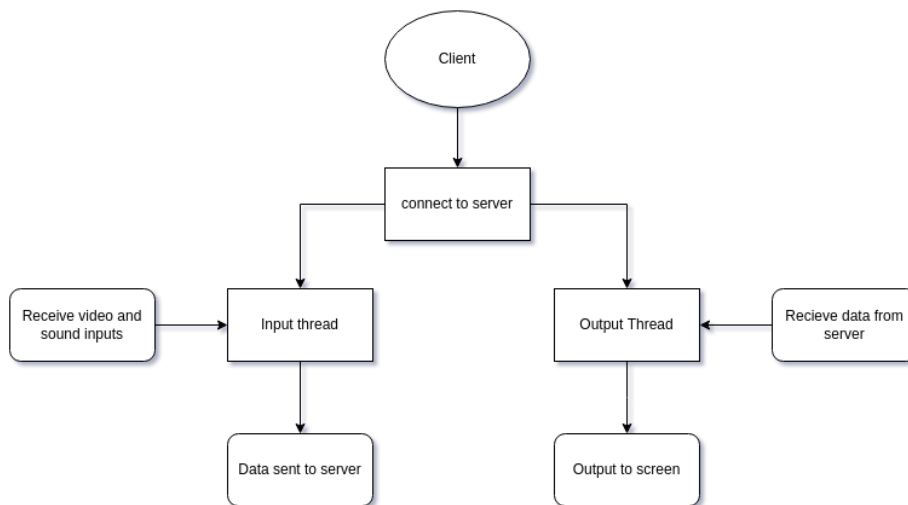 Client
connect to server
Receive video and
sound inputs
Input thread
Output Thread
Recieve data from
server
Data sent to server
Output to screen